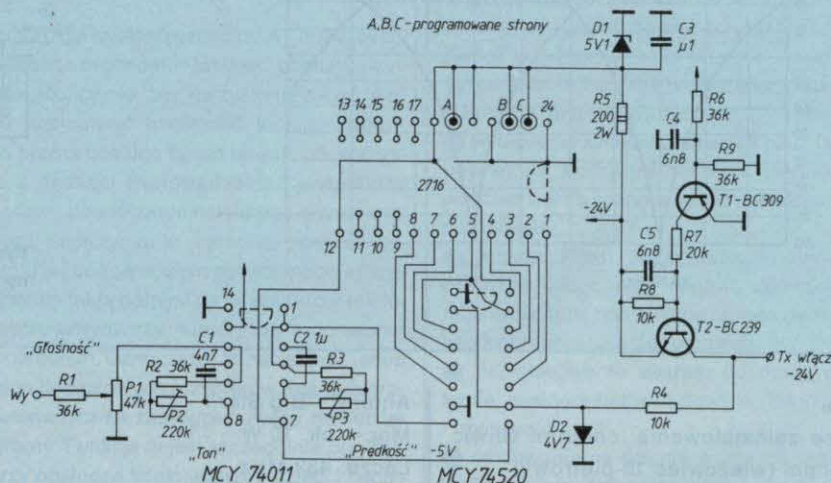 A,B,C-programowane strony
D1
5V1
C3
µ1
13 14 15 16 17
A
B C 24
R5
200
2W
R6
36k
C4
6n8
R9
36k
T1-BC309
2716
-24V
12 11 10 9 8 7 6 5 4 3 2 1
C5
6n8
R7
20k
R8
10k
T2-BC239
Tx włącz
-24V
14
1
„Głośność"
C1
4n7
C2 1µ
R2 36k
R3
36k
Wy
R1
36k
P1
47k
P2
220k
P3
220k
R4
10k
D2
4V7
8
7
„Ton"
„Prędkość"
-5V
MCY 74011
MCY74520